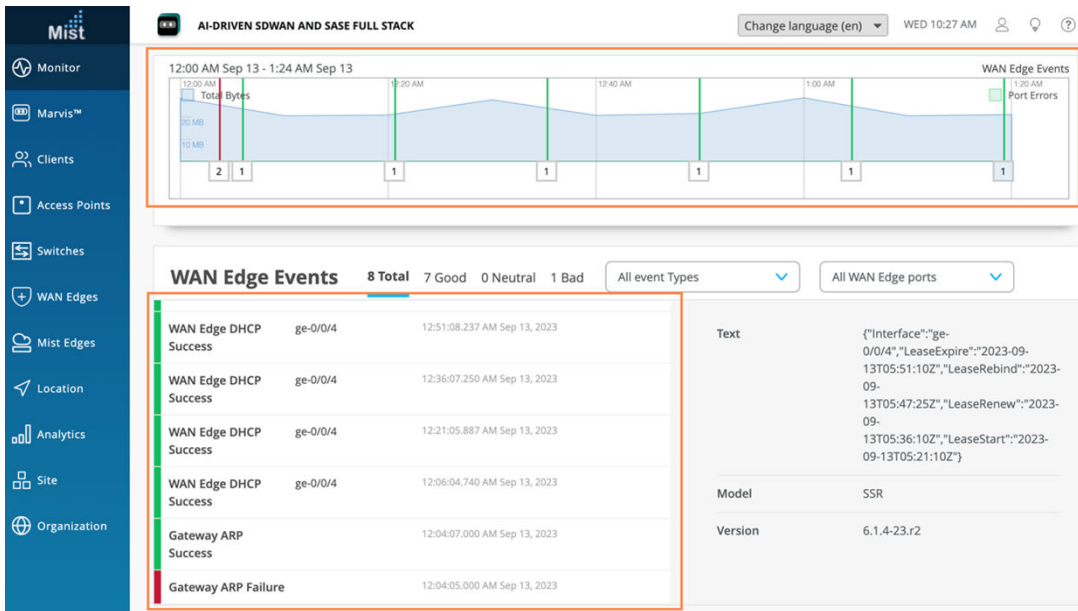 Mist
AI-DRIVEN SDWAN AND SASE FULL STACK
Change language (en)
WED 10:27 AM
Monitor
Marvis™
Clients
Access Points
Switches
WAN Edges
Mist Edges
Location
Analytics
Site
Organization
12:00 AM Sep 13 - 1:24 AM Sep 13
WAN Edge Events
12:00 AM
12:20 AM
12:40 AM
1:00 AM
1:20 AM
Total Bytes
Port Errors
20 MB
10 MB
2 1 1 1 1 1 1
WAN Edge Events
8 Total 7 Good 0 Neutral 1 Bad
All event Types
All WAN Edge ports
WAN Edge DHCP ge-0/0/4 12:51:08.237 AM Sep 13, 2023
Success
WAN Edge DHCP ge-0/0/4 12:36:07.250 AM Sep 13, 2023
Success
WAN Edge DHCP ge-0/0/4 12:21:05.887 AM Sep 13, 2023
Success
WAN Edge DHCP ge-0/0/4 12:06:04.740 AM Sep 13, 2023
Success
Gateway ARP 12:04:07.000 AM Sep 13, 2023
Success
Gateway ARP Failure 12:04:05.000 AM Sep 13, 2023
Text {"Interface":"ge-
0/0/4","LeaseExpire":"2023-09-
13T05:51:10Z","LeaseRebind":"2023-
09-
13T05:47:25Z","LeaseRenew":"2023-
09-
13T05:36:10Z","LeaseStart":"2023-
09-13T05:21:10Z"}
Model SSR
Version 6.1.4-23.r2